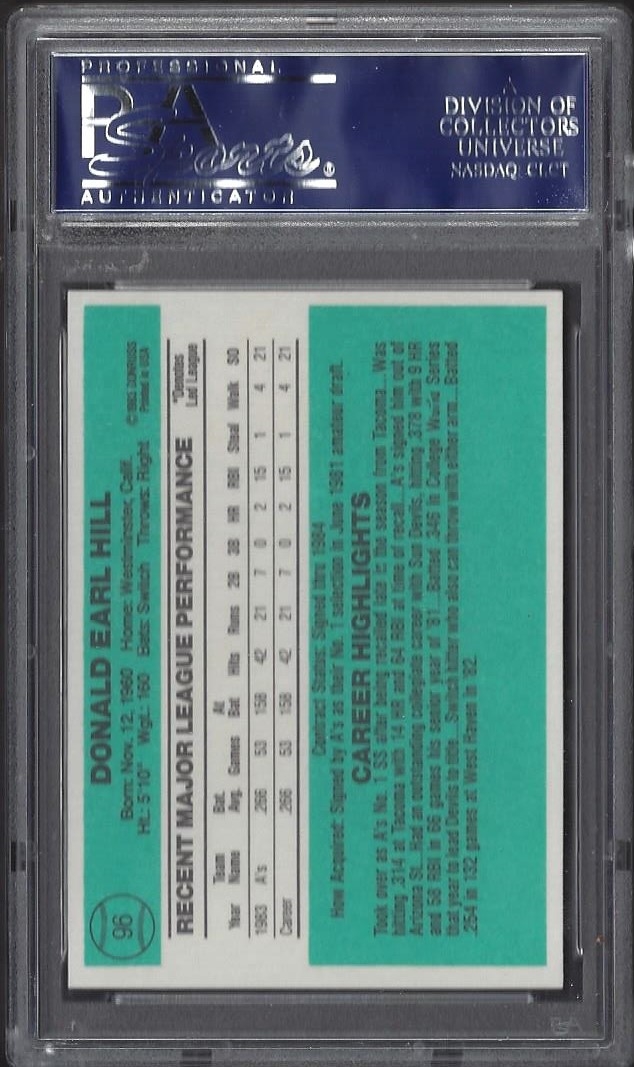 PROFESSIONAL
PSA
Sports®
AUTHENTICATOR
DIVISION OF
COLLECTORS
UNIVERSE
NASDAQ: CLCT
96
DONALD EARL HILL
Born: Nov. 12, 1960 Home: Westminster, Calif.
Ht.: 5'10" Wgt.: 160 Bats: Switch Throws: Right
©1983 DONRUSS
Printed in USA
RECENT MAJOR LEAGUE PERFORMANCE
*Denotes
Led League
Year Team Name Bat. Avg. Games At Bat Hits Runs 2B 3B HR RBI Steal Walk SO
1983 A's .266 53 158 42 21 7 0 2 15 1 4 21
Career .266 53 158 42 21 7 0 2 15 1 4 21
Contract Status: Signed thru 1984
How Acquired: Signed by A's as their No. 1 selection in June 1981 amateur draft.
CAREER HIGHLIGHTS
Took over as A's No. 1 SS after being recalled late in the season from Tacoma...Was
hitting .314 at Tacoma with 14 HR and 64 RBI at time of recall...A's signed him out of
Arizona St...Had an outstanding collegiate career with Sun Devils, hitting .378 with 9 HR
and 58 RBI in 66 games his senior year of '81...Batted .346 in College World Series
that year to lead Devils to title...Switch hitter who also can throw with either arm...Batted
.254 in 132 games at West Haven in '82.
PSA